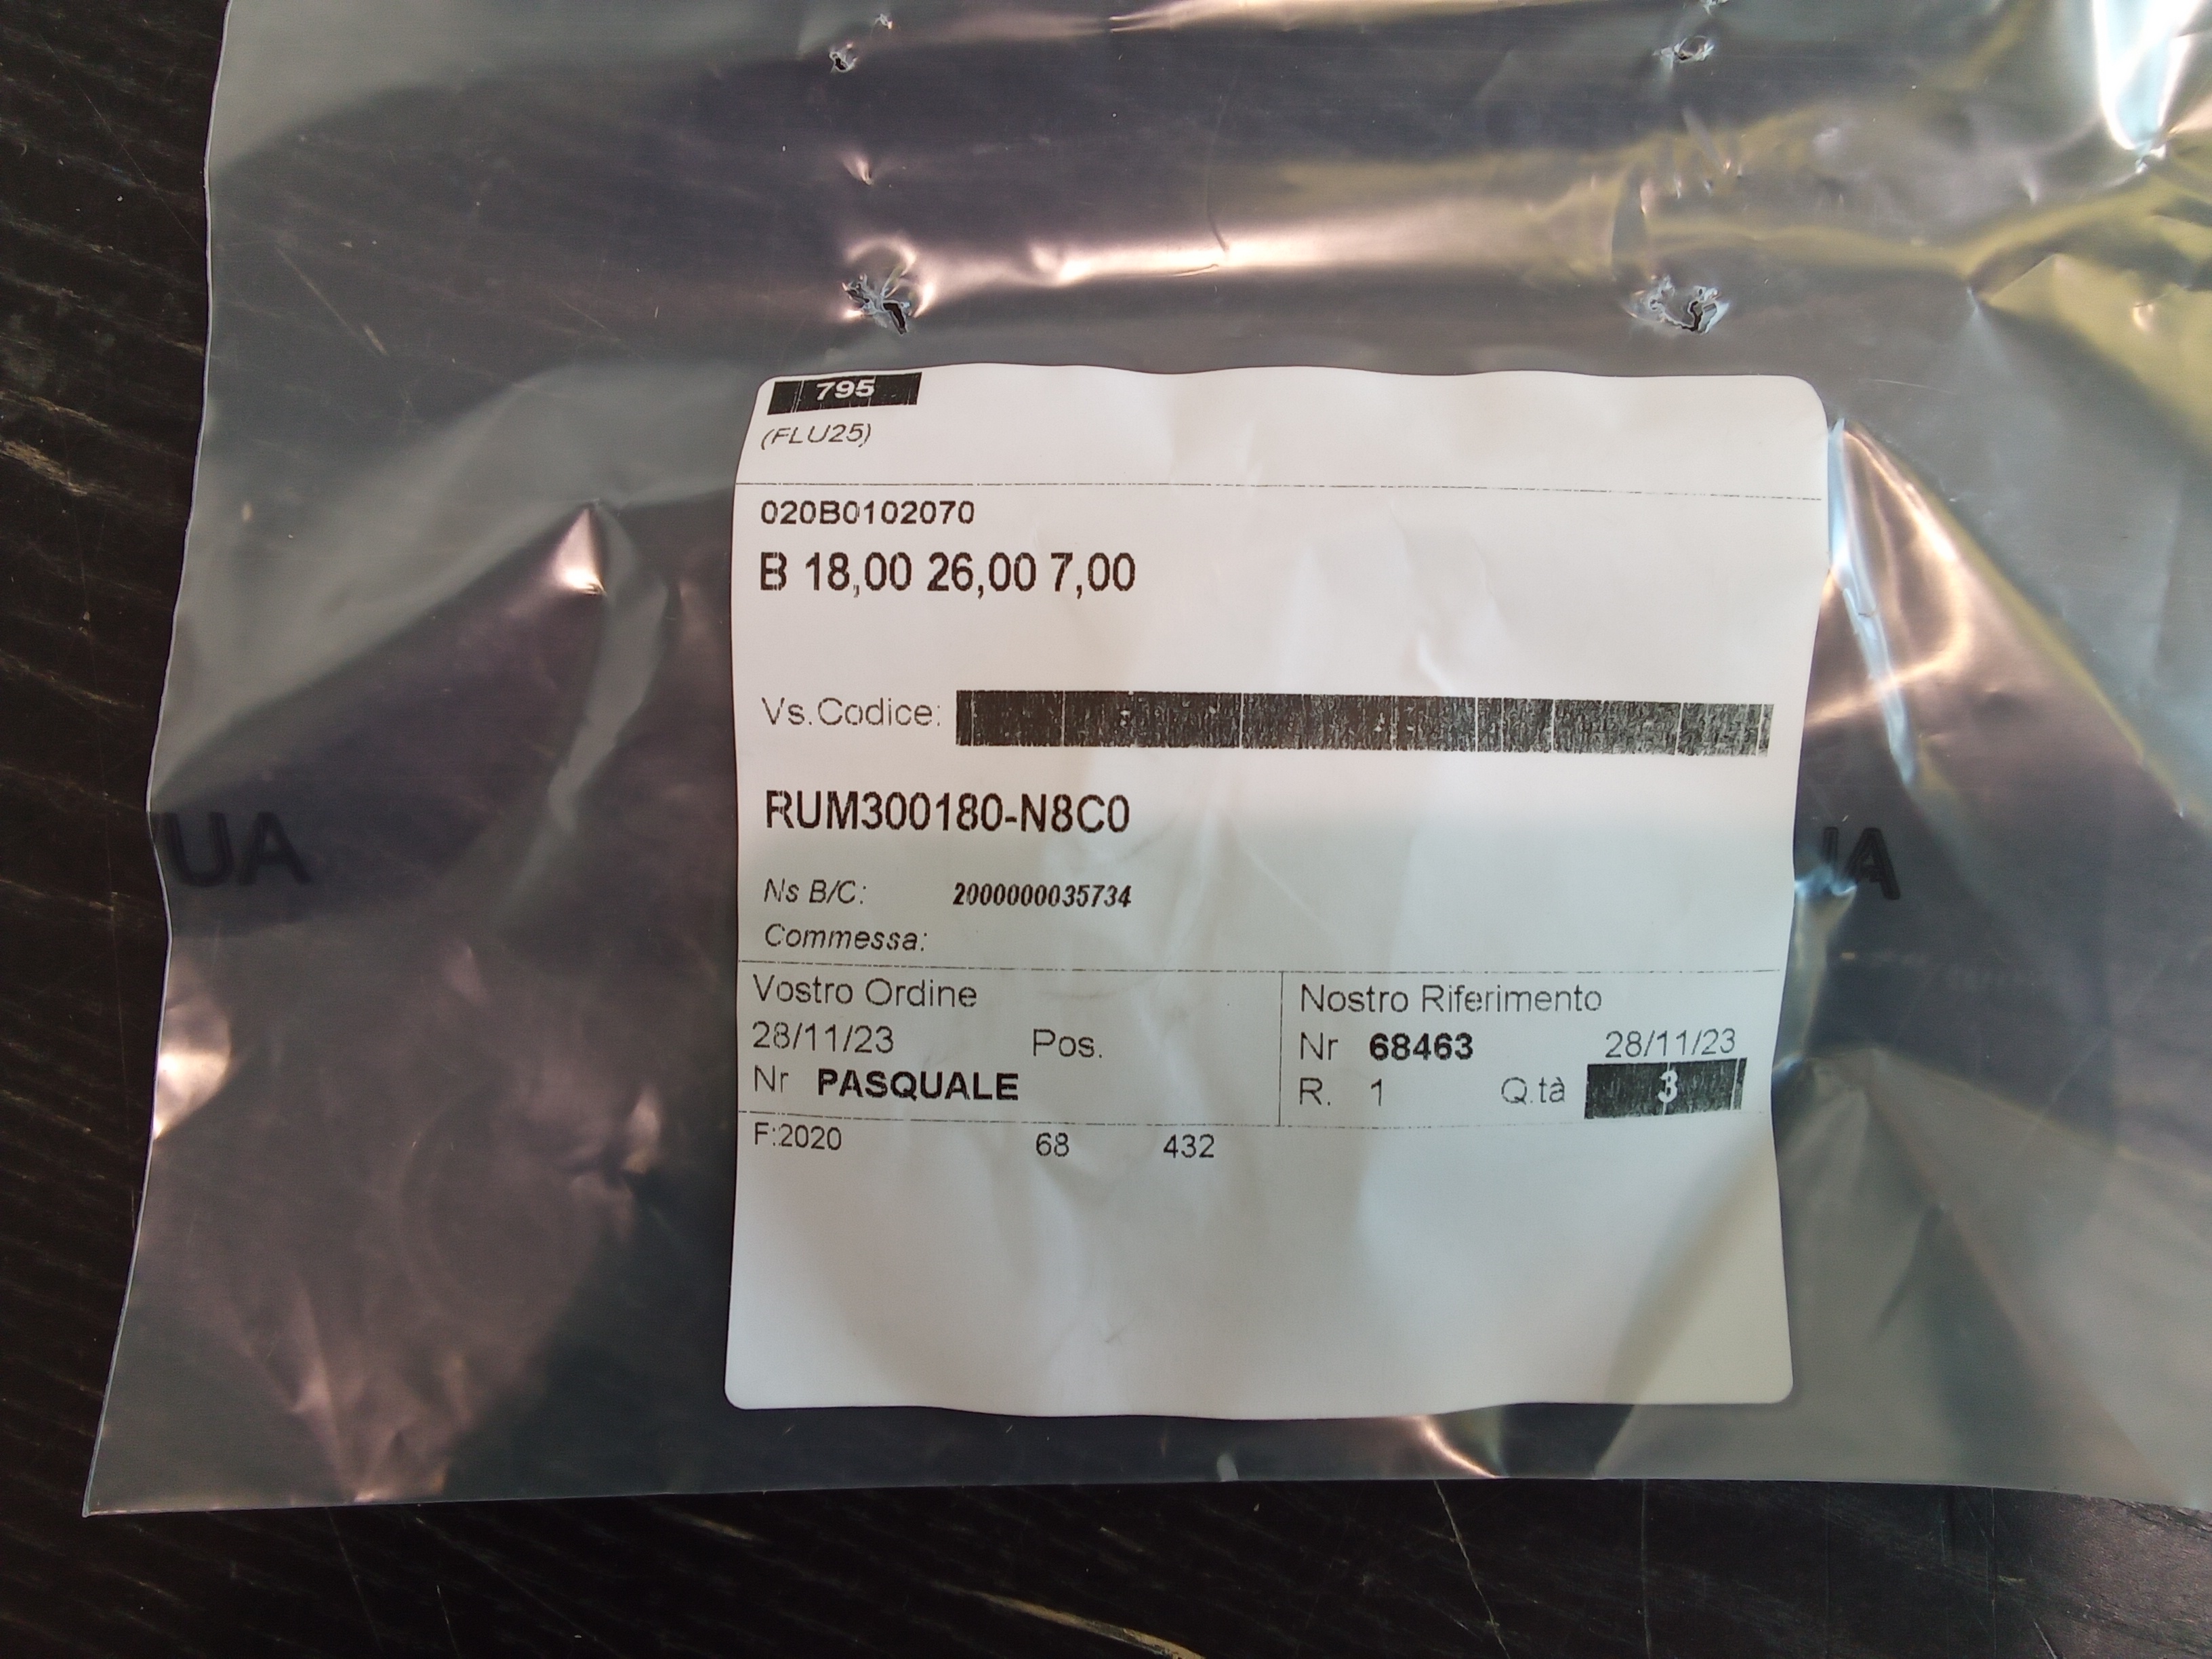 795
(FLU25)
020B0102070
B 18,00 26,00 7,00
Vs.Codice:
RUM300180-N8C0
Ns B/C: 2000000035734
Commessa:
Vostro Ordine
28/11/23 Pos.
Nr PASQUALE
Nostro Riferimento
Nr 68463 28/11/23
R. 1 Q.tà 3
F:2020 68 432
UA